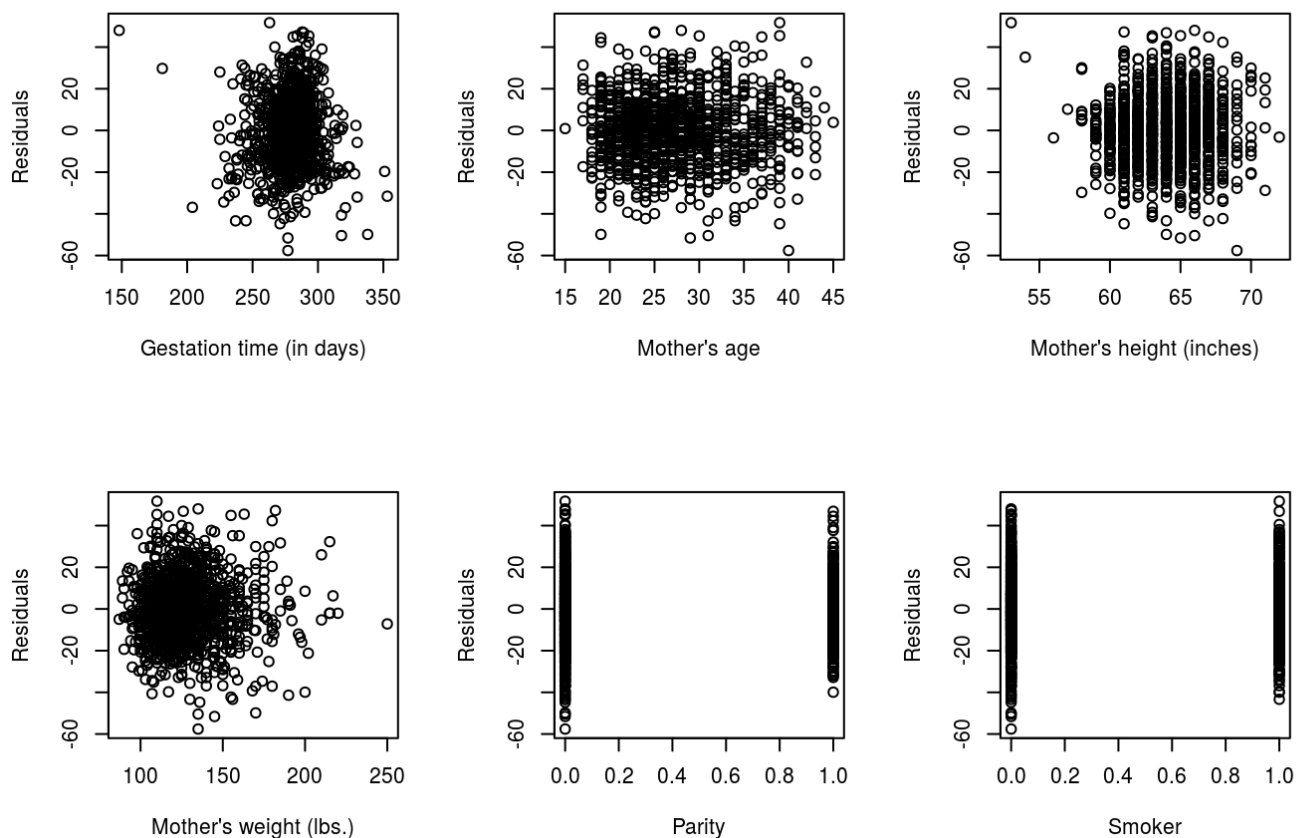 Residuals
-60 -20 0 20
150 200 250 300 350
Gestation time (in days)
Residuals
-60 -20 0 20
15 20 25 30 35 40 45
Mother's age
Residuals
-60 -20 0 20
55 60 65 70
Mother's height (inches)
Residuals
-60 -20 0 20
100 150 200 250
Mother's weight (lbs.)
Residuals
-60 -20 0 20
0.0 0.2 0.4 0.6 0.8 1.0
Parity
Residuals
-60 -20 0 20
0.0 0.2 0.4 0.6 0.8 1.0
Smoker